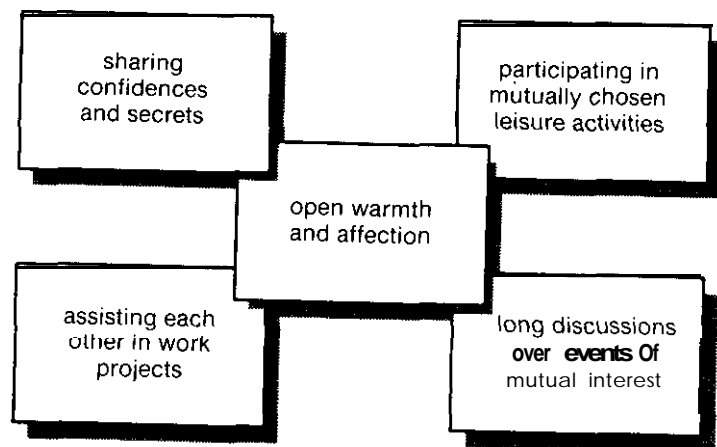 sharing
confidences
and secrets
participating in
mutually chosen
leisure activities
open warmth
and affection
assisting each
other in work
projects
long discussions
over events Of
mutual interest